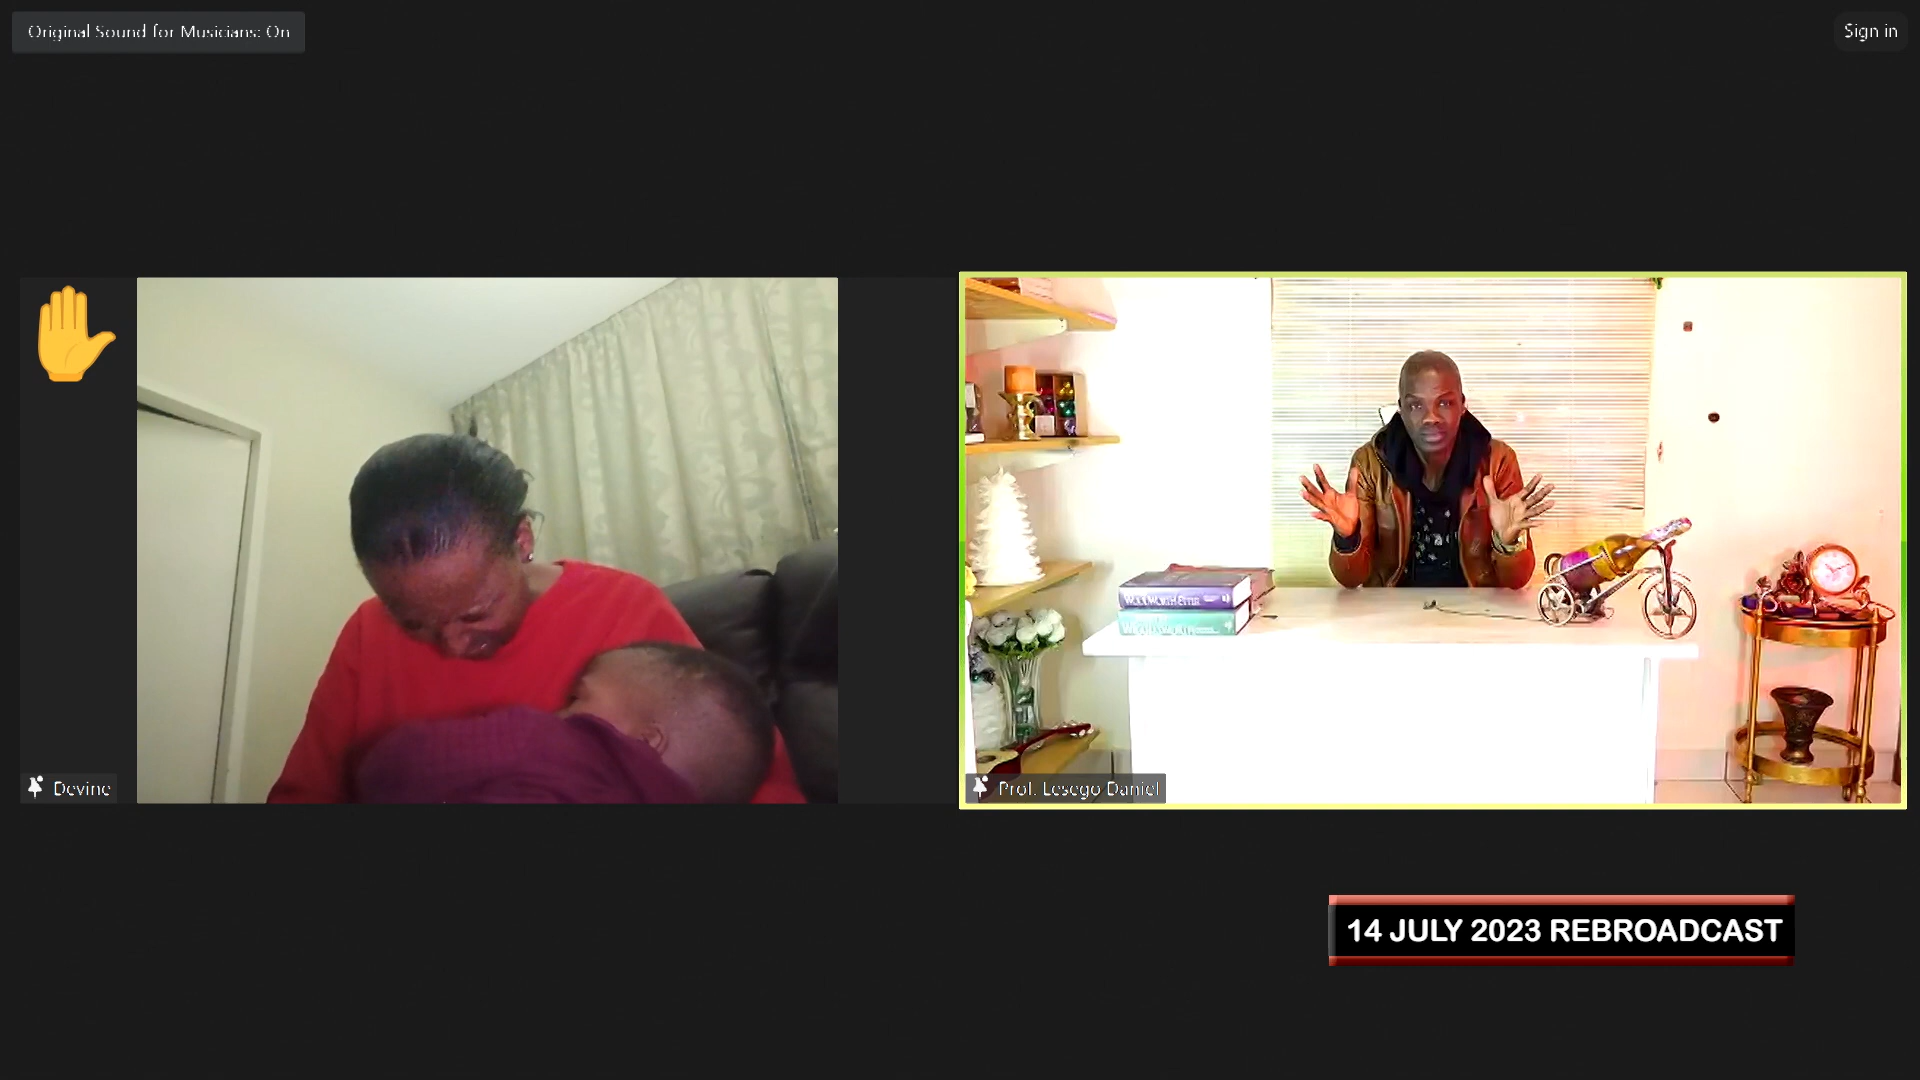 Original Sound for Musicians: On
Sign in
Devine
Prof. Lesego Daniel
14 JULY 2023 REBROADCAST